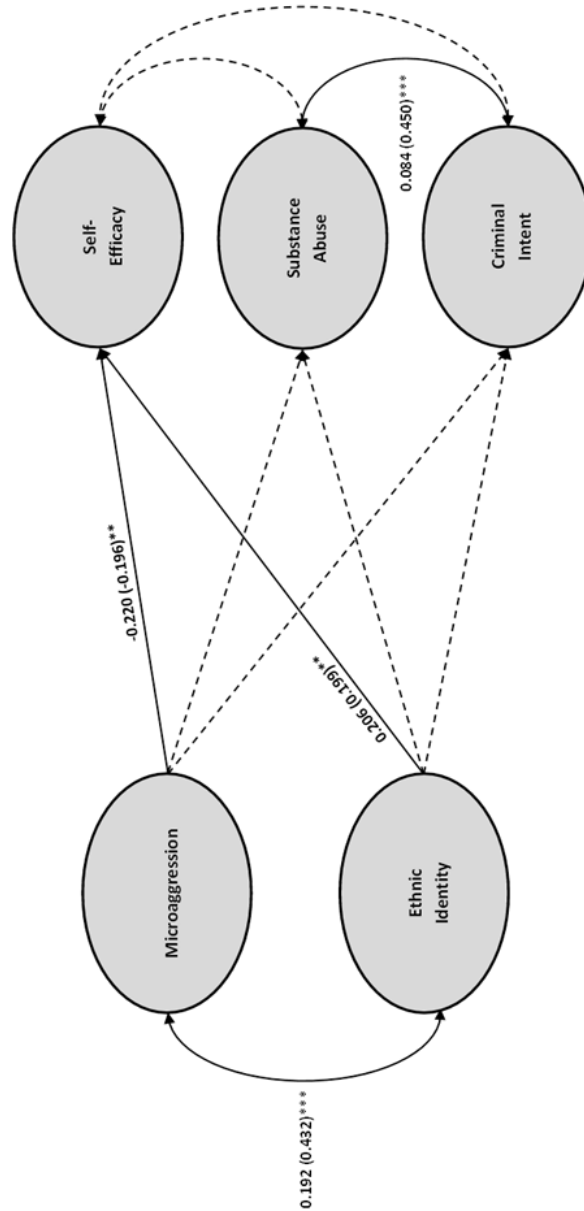 Self-
Efficacy
Substance
Abuse
Criminal
Intent
0.084 (0.450)***
-0.220 (-0.196)**
0.206 (0.199)**
Microaggression
Ethnic
Identity
0.192 (0.432)***